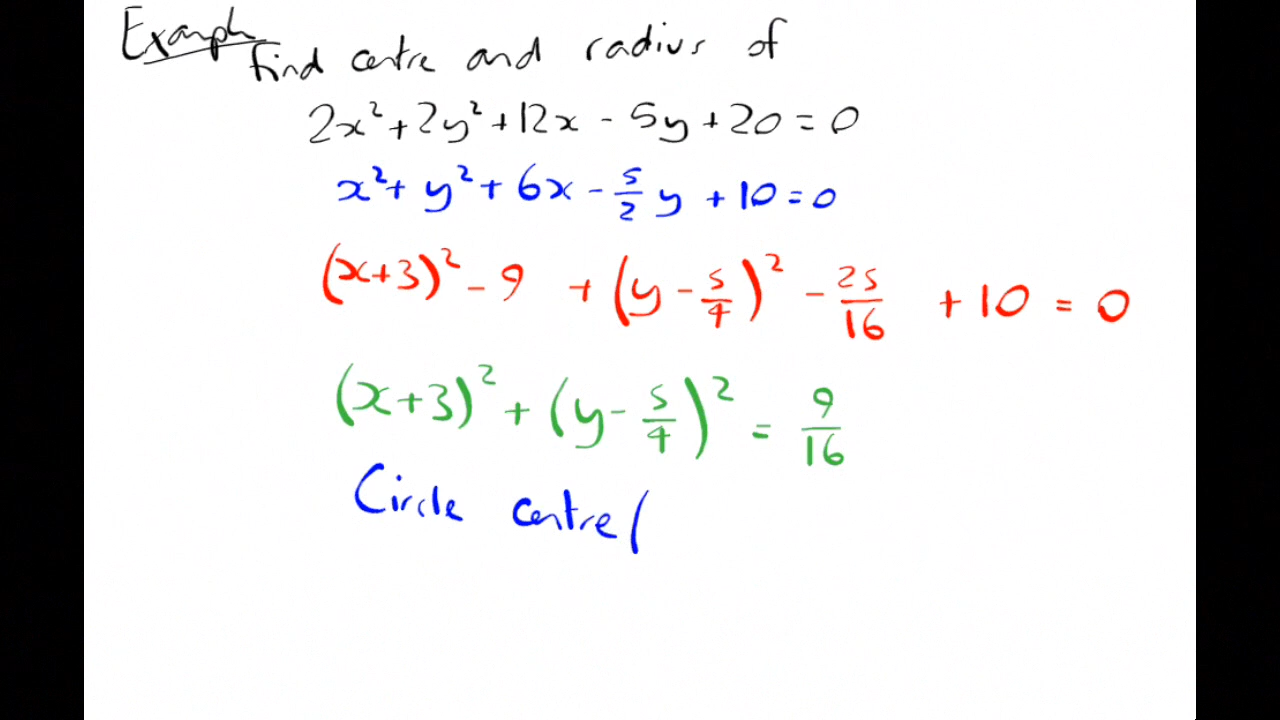 Example
Find centre and radius of
2x² + 2y² + 12x - 5y + 20 = 0
x² + y² + 6x - 5/2 y + 10 = 0
(x+3)² - 9 + (y - 5/4)² - 25/16 + 10 = 0
(x+3)² + (y - 5/4)² = 9/16
Circle centre (